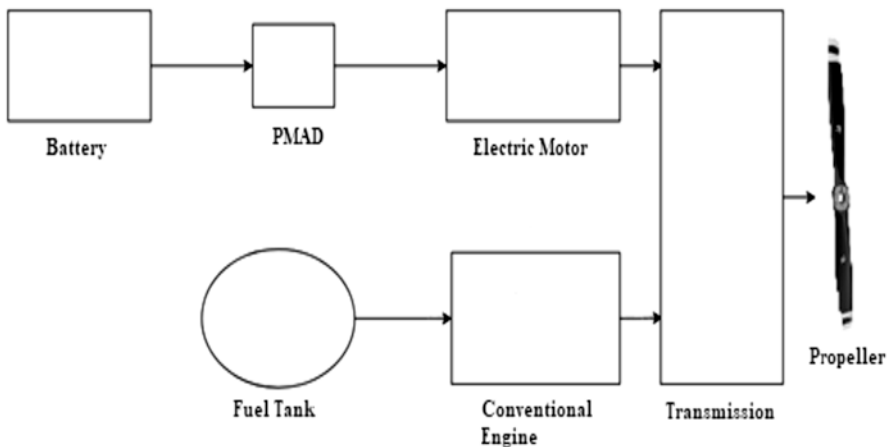 Battery
PMAD
Electric Motor
Fuel Tank
Conventional
Engine
Transmission
Propeller